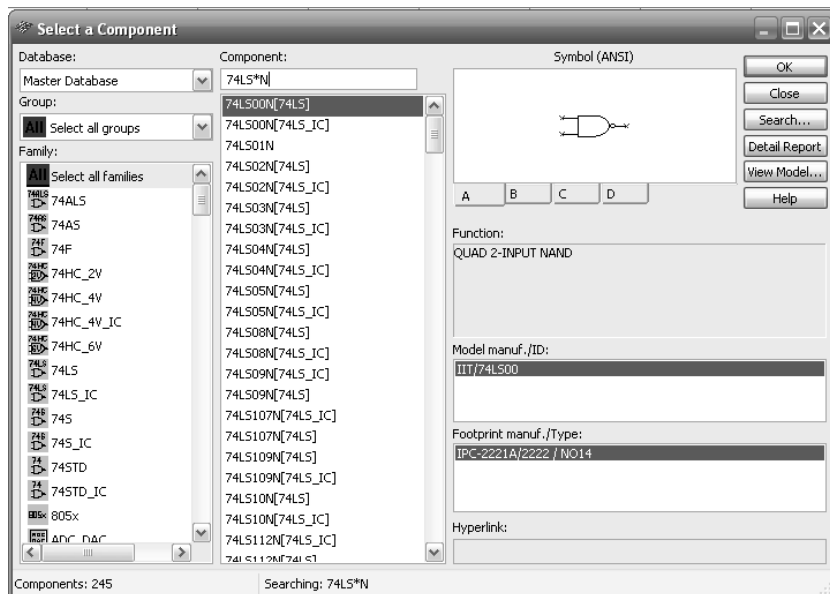 Select a Component
Database:
Master Database
Group:
All Select all groups
Family:
All Select all families
74ALS
74AS
74F
74HC_2V
74HC_4V
74HC_4V_IC
74HC_6V
74LS
74LS_IC
74S
74S_IC
74STD
74STD_IC
805x
ADC_DAC
Component:
74LS*N
74LS00N[74LS]
74LS00N[74LS_IC]
74LS01N
74LS02N[74LS]
74LS02N[74LS_IC]
74LS03N[74LS]
74LS03N[74LS_IC]
74LS04N[74LS]
74LS04N[74LS_IC]
74LS05N[74LS]
74LS05N[74LS_IC]
74LS08N[74LS]
74LS08N[74LS_IC]
74LS09N[74LS_IC]
74LS09N[74LS]
74LS107N[74LS_IC]
74LS107N[74LS]
74LS109N[74LS]
74LS109N[74LS_IC]
74LS10N[74LS]
74LS10N[74LS_IC]
74LS112N[74LS_IC]
74LS112N[74LS]
Symbol (ANSI)
A B C D
Function:
QUAD 2-INPUT NAND
Model manuf./ID:
IIT/74LS00
Footprint manuf./Type:
IPC-2221A/2222 / NO14
Hyperlink:
OK
Close
Search...
Detail Report
View Model...
Help
Components: 245
Searching: 74LS*N